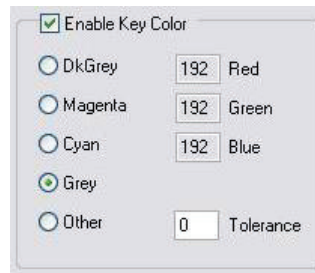 Enable Key Color
DkGrey 192 Red
Magenta 192 Green
Cyan 192 Blue
Grey
Other 0 Tolerance